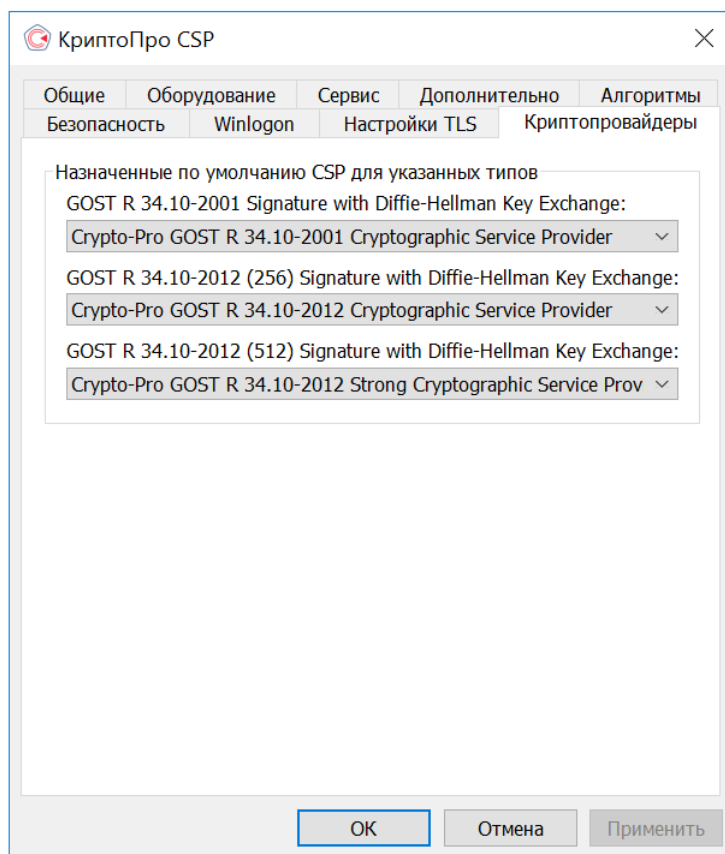 КриптоПро CSP
Общие Оборудование Сервис Дополнительно Алгоритмы
Безопасность Winlogon Настройки TLS Криптопровайдеры
Назначенные по умолчанию CSP для указанных типов
GOST R 34.10-2001 Signature with Diffie-Hellman Key Exchange:
Crypto-Pro GOST R 34.10-2001 Cryptographic Service Provider
GOST R 34.10-2012 (256) Signature with Diffie-Hellman Key Exchange:
Crypto-Pro GOST R 34.10-2012 Cryptographic Service Provider
GOST R 34.10-2012 (512) Signature with Diffie-Hellman Key Exchange:
Crypto-Pro GOST R 34.10-2012 Strong Cryptographic Service Prov
OK Отмена Применить